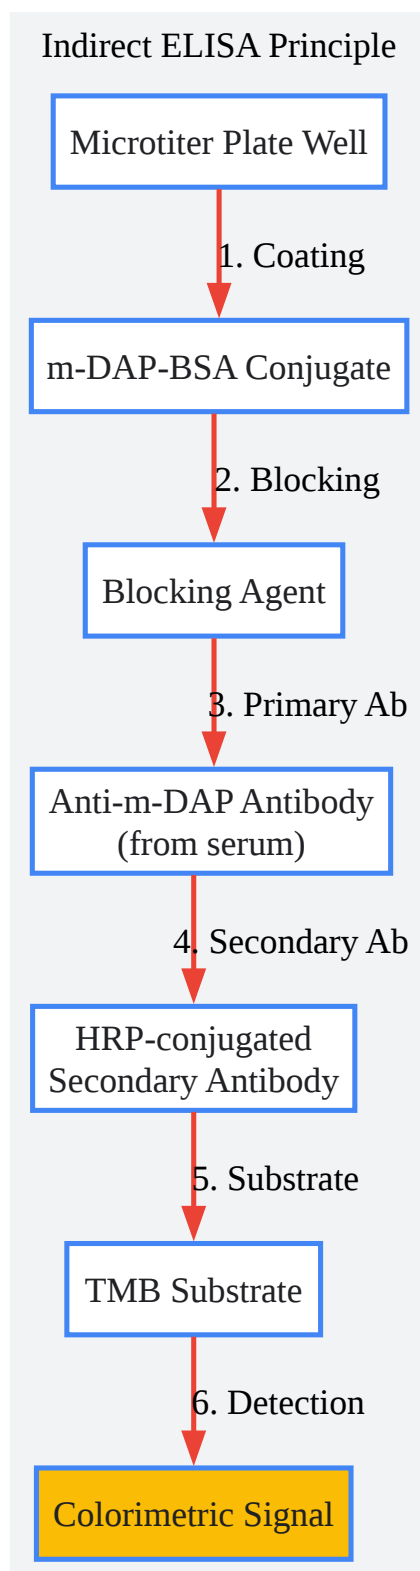 Indirect ELISA Principle
Microtiter Plate Well
1. Coating
m-DAP-BSA Conjugate
2. Blocking
Blocking Agent
3. Primary Ab
Anti-m-DAP Antibody
(from serum)
4. Secondary Ab
HRP-conjugated
Secondary Antibody
5. Substrate
TMB Substrate
6. Detection
Colorimetric Signal